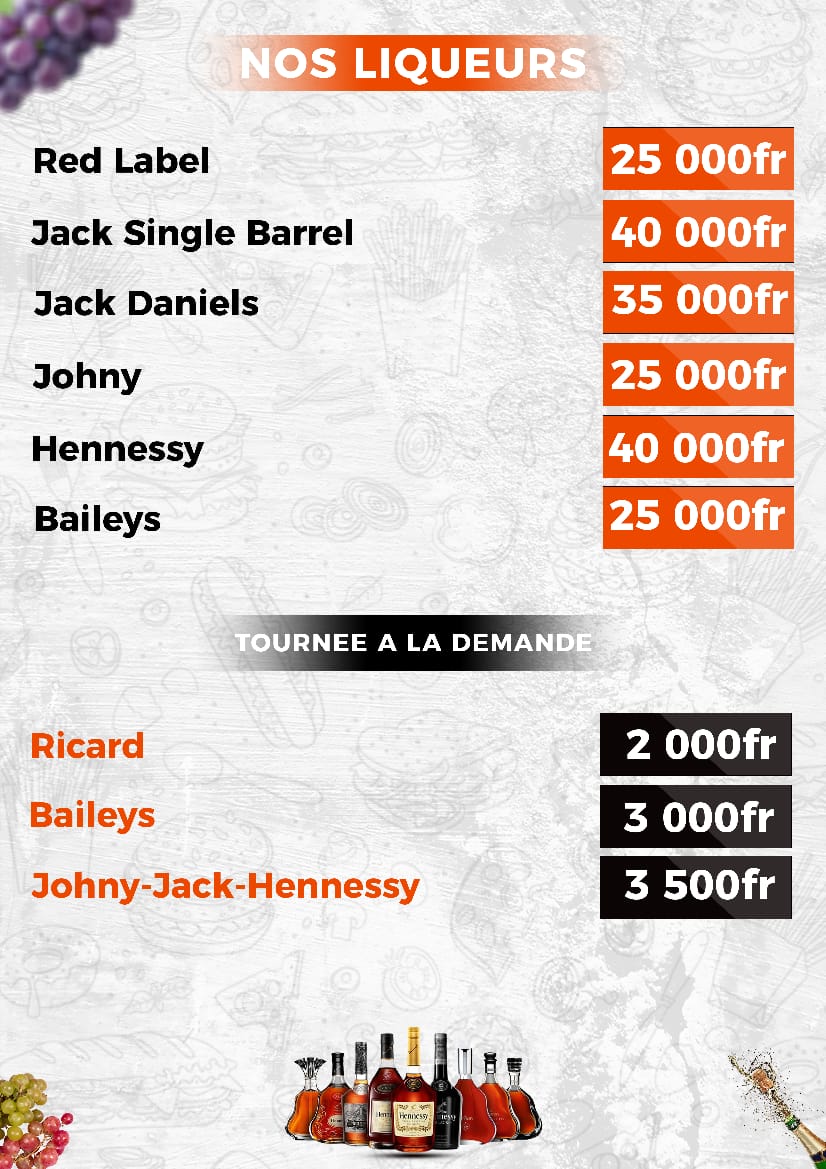 NOS LIQUEURS
Red Label 25 000fr
Jack Single Barrel 40 000fr
Jack Daniels 35 000fr
Johny 25 000fr
Hennessy 40 000fr
Baileys 25 000fr
TOURNEE A LA DEMANDE
Ricard 2 000fr
Baileys 3 000fr
Johny-Jack-Hennessy 3 500fr
Hennessy